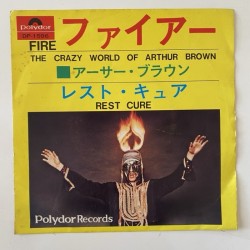 Polydor
DP-1596
FIRE ファイアー
THE CRAZY WORLD OF ARTHUR BROWN
■アーサー・ブラウン
レスト・キュア
REST CURE
Polydor Records